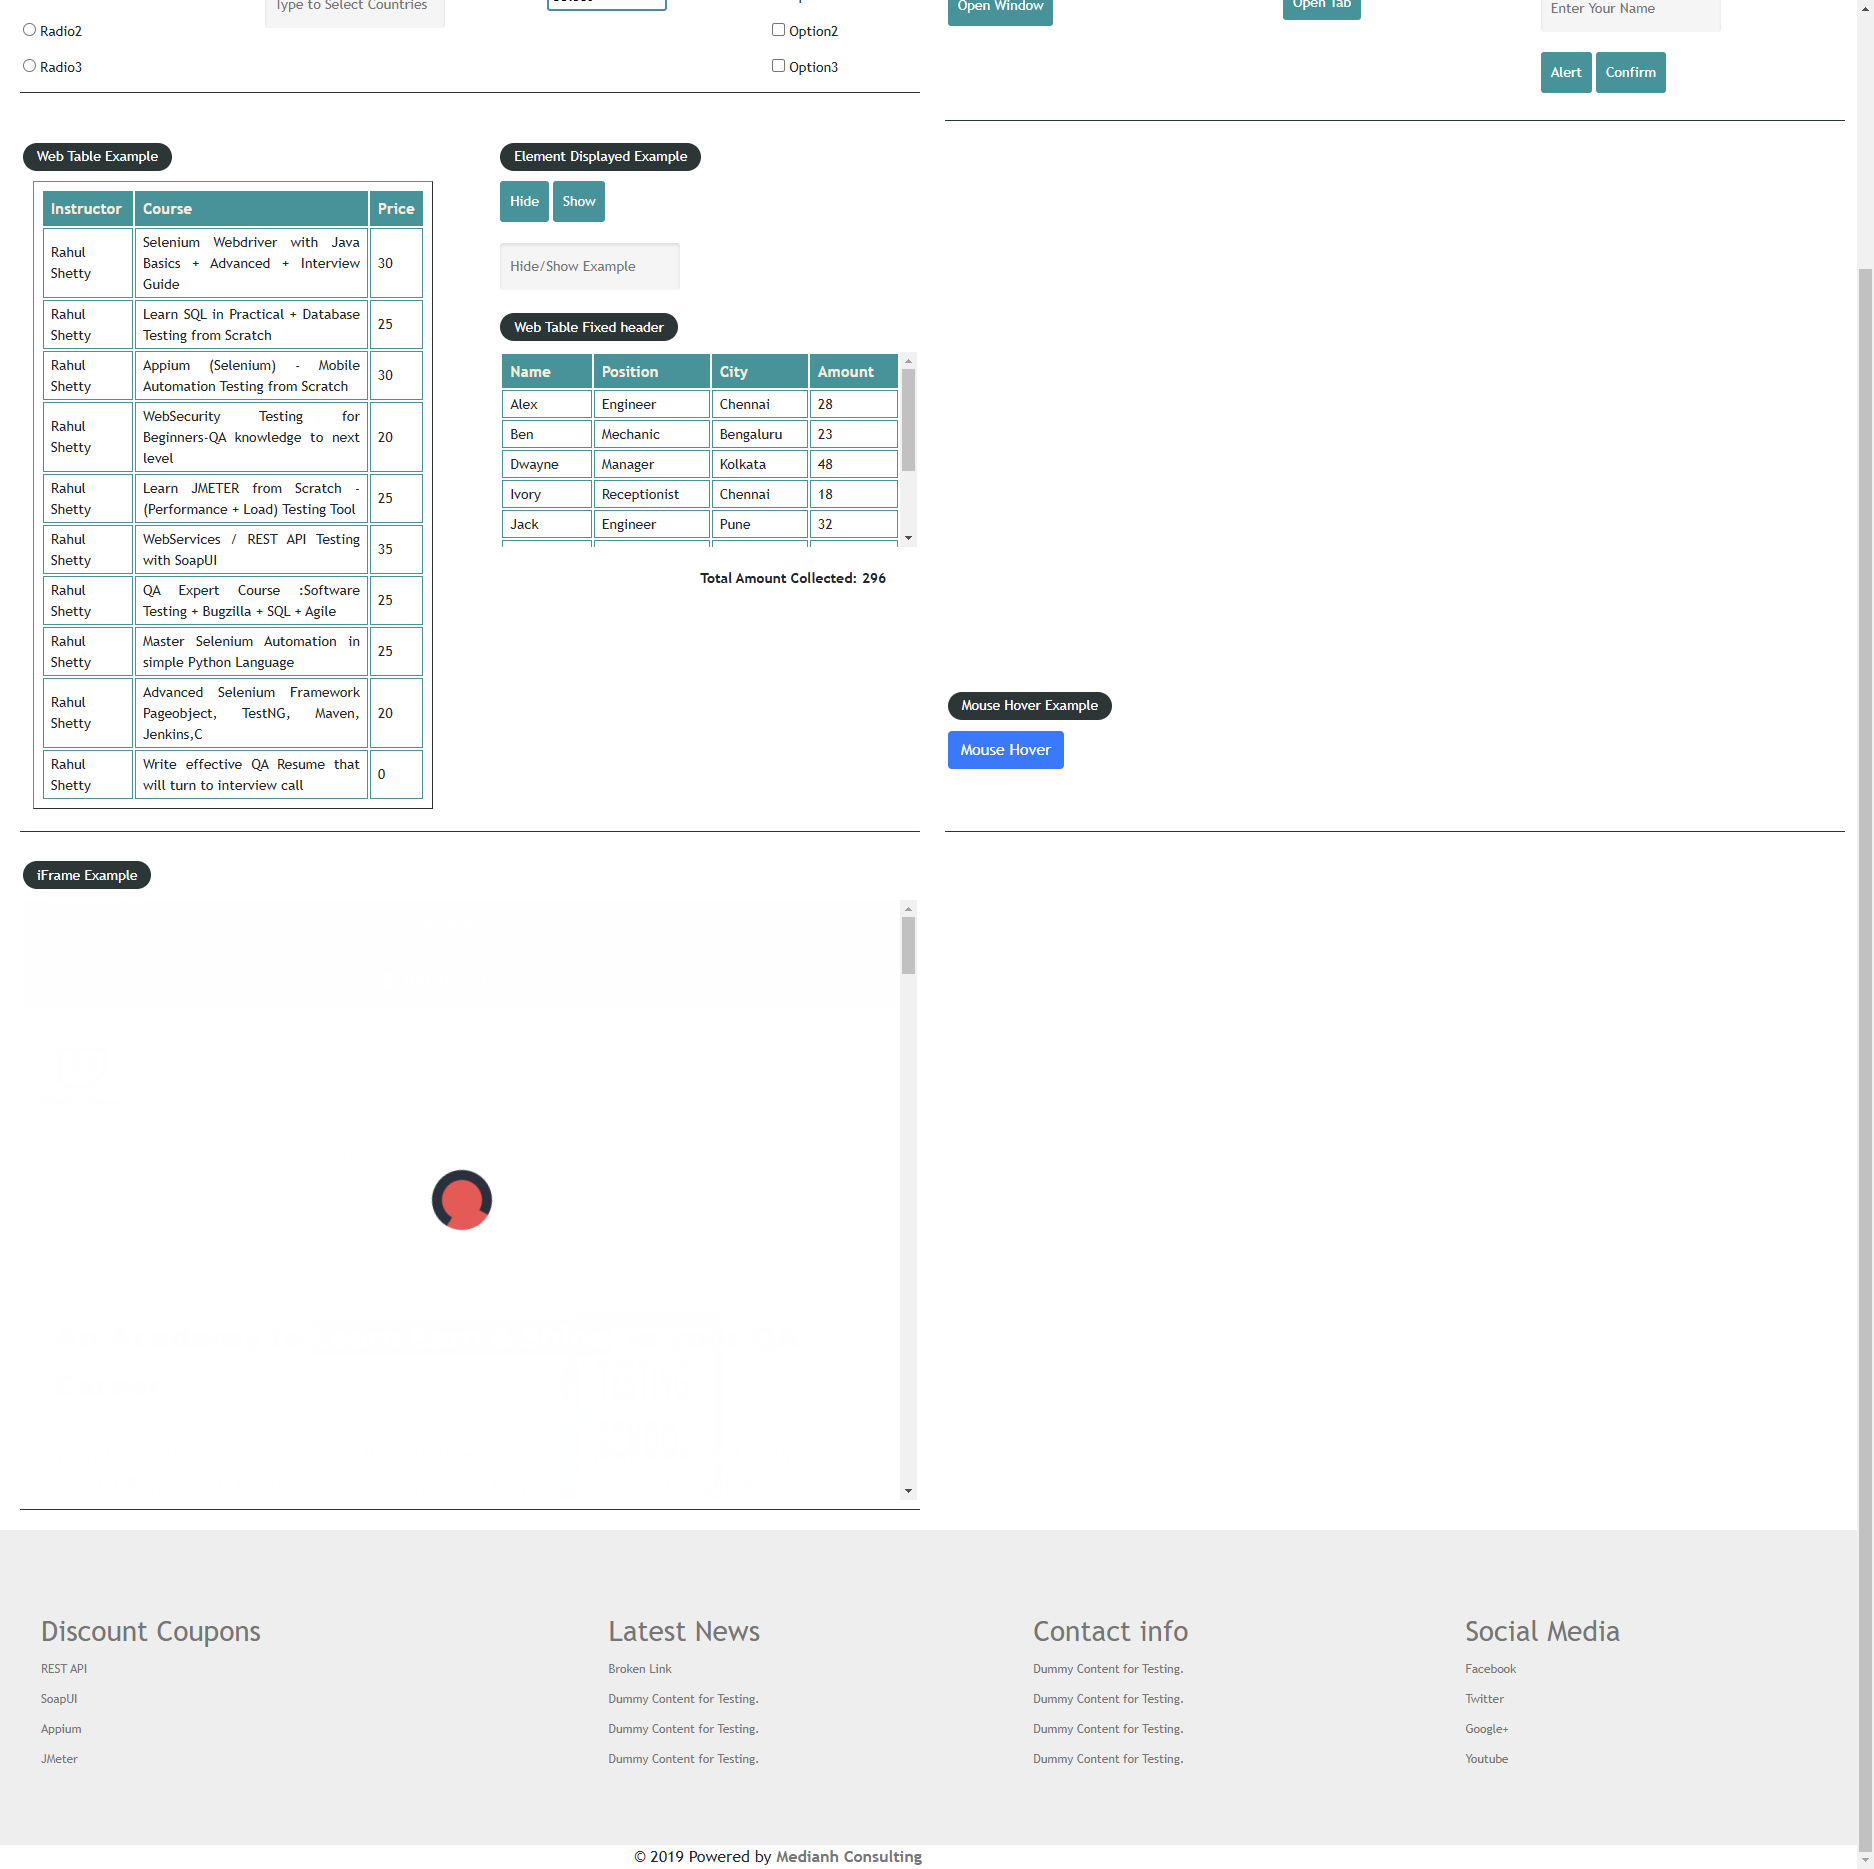 Type to Select Countries
Open Window
Open Tab
Enter Your Name
Radio2
Option2
Radio3
Option3
Alert
Confirm
Web Table Example
Instructor Course Price
Rahul Shetty
Selenium Webdriver with Java
Basics + Advanced + Interview
Guide
30
Rahul Shetty
Learn SQL in Practical + Database
Testing from Scratch
25
Rahul Shetty
Appium (Selenium) - Mobile
Automation Testing from Scratch
30
Rahul Shetty
WebSecurity Testing for
Beginners-QA knowledge to next
level
20
Rahul Shetty
Learn JMETER from Scratch -
(Performance + Load) Testing Tool
25
Rahul Shetty
WebServices / REST API Testing
with SoapUI
35
Rahul Shetty
QA Expert Course :Software
Testing + Bugzilla + SQL + Agile
25
Rahul Shetty
Master Selenium Automation in
simple Python Language
25
Rahul Shetty
Advanced Selenium Framework
Pageobject, TestNG, Maven,
Jenkins,C
20
Rahul Shetty
Write effective QA Resume that
will turn to interview call
0
Element Displayed Example
Hide Show
Hide/Show Example
Web Table Fixed header
Name Position City Amount
Alex Engineer Chennai 28
Ben Mechanic Bengaluru 23
Dwayne Manager Kolkata 48
Ivory Receptionist Chennai 18
Jack Engineer Pune 32
Total Amount Collected: 296
Mouse Hover Example
Mouse Hover
iFrame Example
Discount Coupons
REST API
SoapUI
Appium
JMeter
Latest News
Broken Link
Dummy Content for Testing.
Dummy Content for Testing.
Dummy Content for Testing.
Contact info
Dummy Content for Testing.
Dummy Content for Testing.
Dummy Content for Testing.
Dummy Content for Testing.
Social Media
Facebook
Twitter
Google+
Youtube
© 2019 Powered by Medianh Consulting